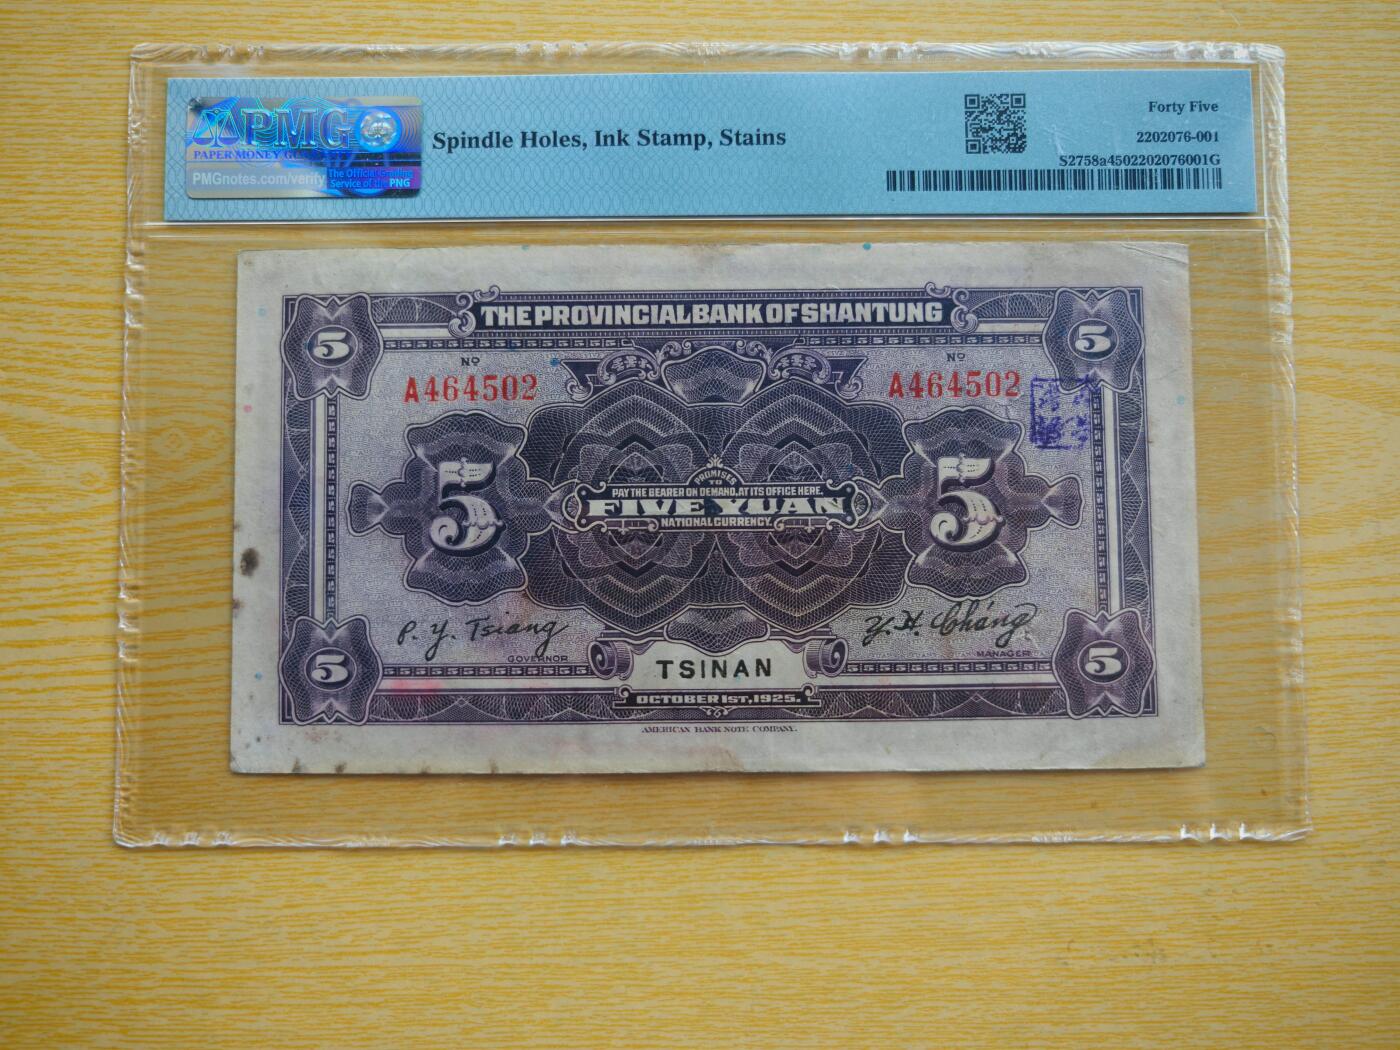 PMG
PAPER MONEY GU
PMGnotes.com/verify
The Official Grading
Service of the PNG
Spindle Holes, Ink Stamp, Stains
Forty Five
2202076-001
S2758a4502202076001G
THE PROVINCIAL BANK OF SHANTUNG
5 5
Nº Nº
A464502 A464502
5 5
PROMISES
TO
PAY THE BEARER ON DEMAND, AT ITS OFFICE HERE,
FIVE YUAN
NATIONAL CURRENCY.
P. Y. Tsiang Y. H. Cháng
GOVERNOR MANAGER
5 5
TSINAN
OCTOBER 1ST, 1925.
AMERICAN BANK NOTE COMPANY.